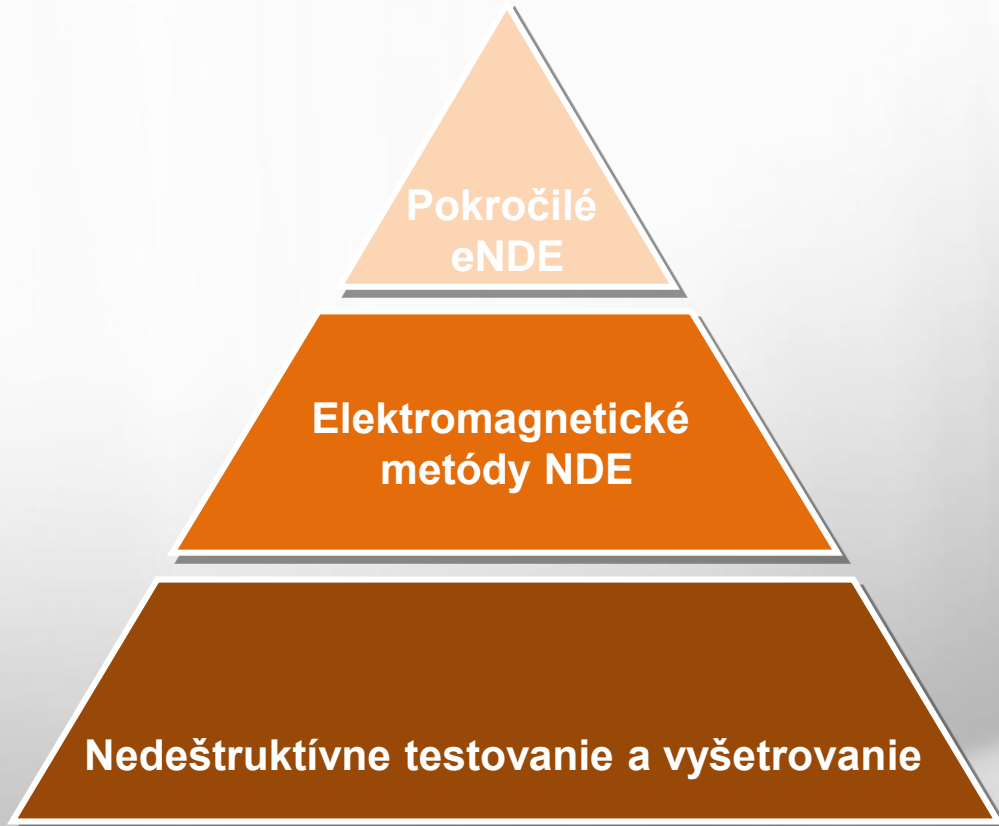 Pokročilé
eNDE
Elektromagnetické
metódy NDE
Nedeštruktívne testovanie a vyšetrovanie